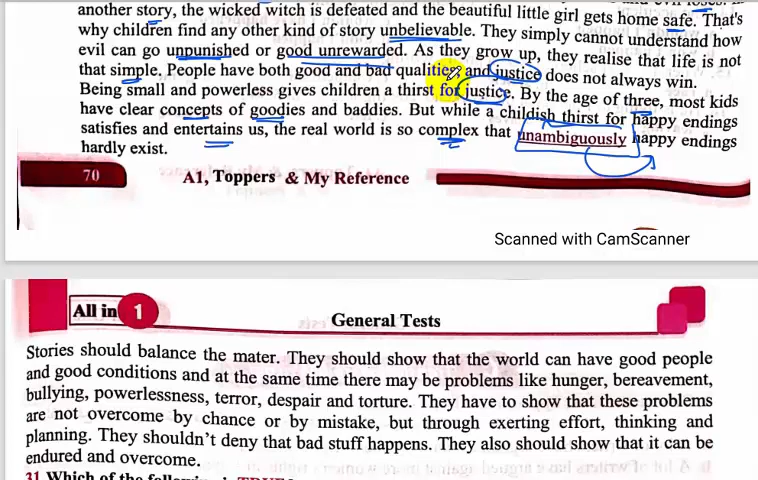 another story, the wicked witch is defeated and the beautiful little girl gets home safe. That's
why children find any other kind of story unbelievable. They simply cannot understand how
evil can go unpunished or good unrewarded. As they grow up, they realise that life is not
that simple. People have both good and bad qualities and justice does not always win.
Being small and powerless gives children a thirst for justice. By the age of three, most kids
have clear concepts of goodies and baddies. But while a childish thirst for happy endings
satisfies and entertains us, the real world is so complex that unambiguously happy endings
hardly exist.
70 A1, Toppers & My Reference
Scanned with CamScanner
All in 1 General Tests
Stories should balance the mater. They should show that the world can have good people
and good conditions and at the same time there may be problems like hunger, bereavement,
bullying, powerlessness, terror, despair and torture. They have to show that these problems
are not overcome by chance or by mistake, but through exerting effort, thinking and
planning. They shouldn't deny that bad stuff happens. They also should show that it can be
endured and overcome.
31 Which of the following